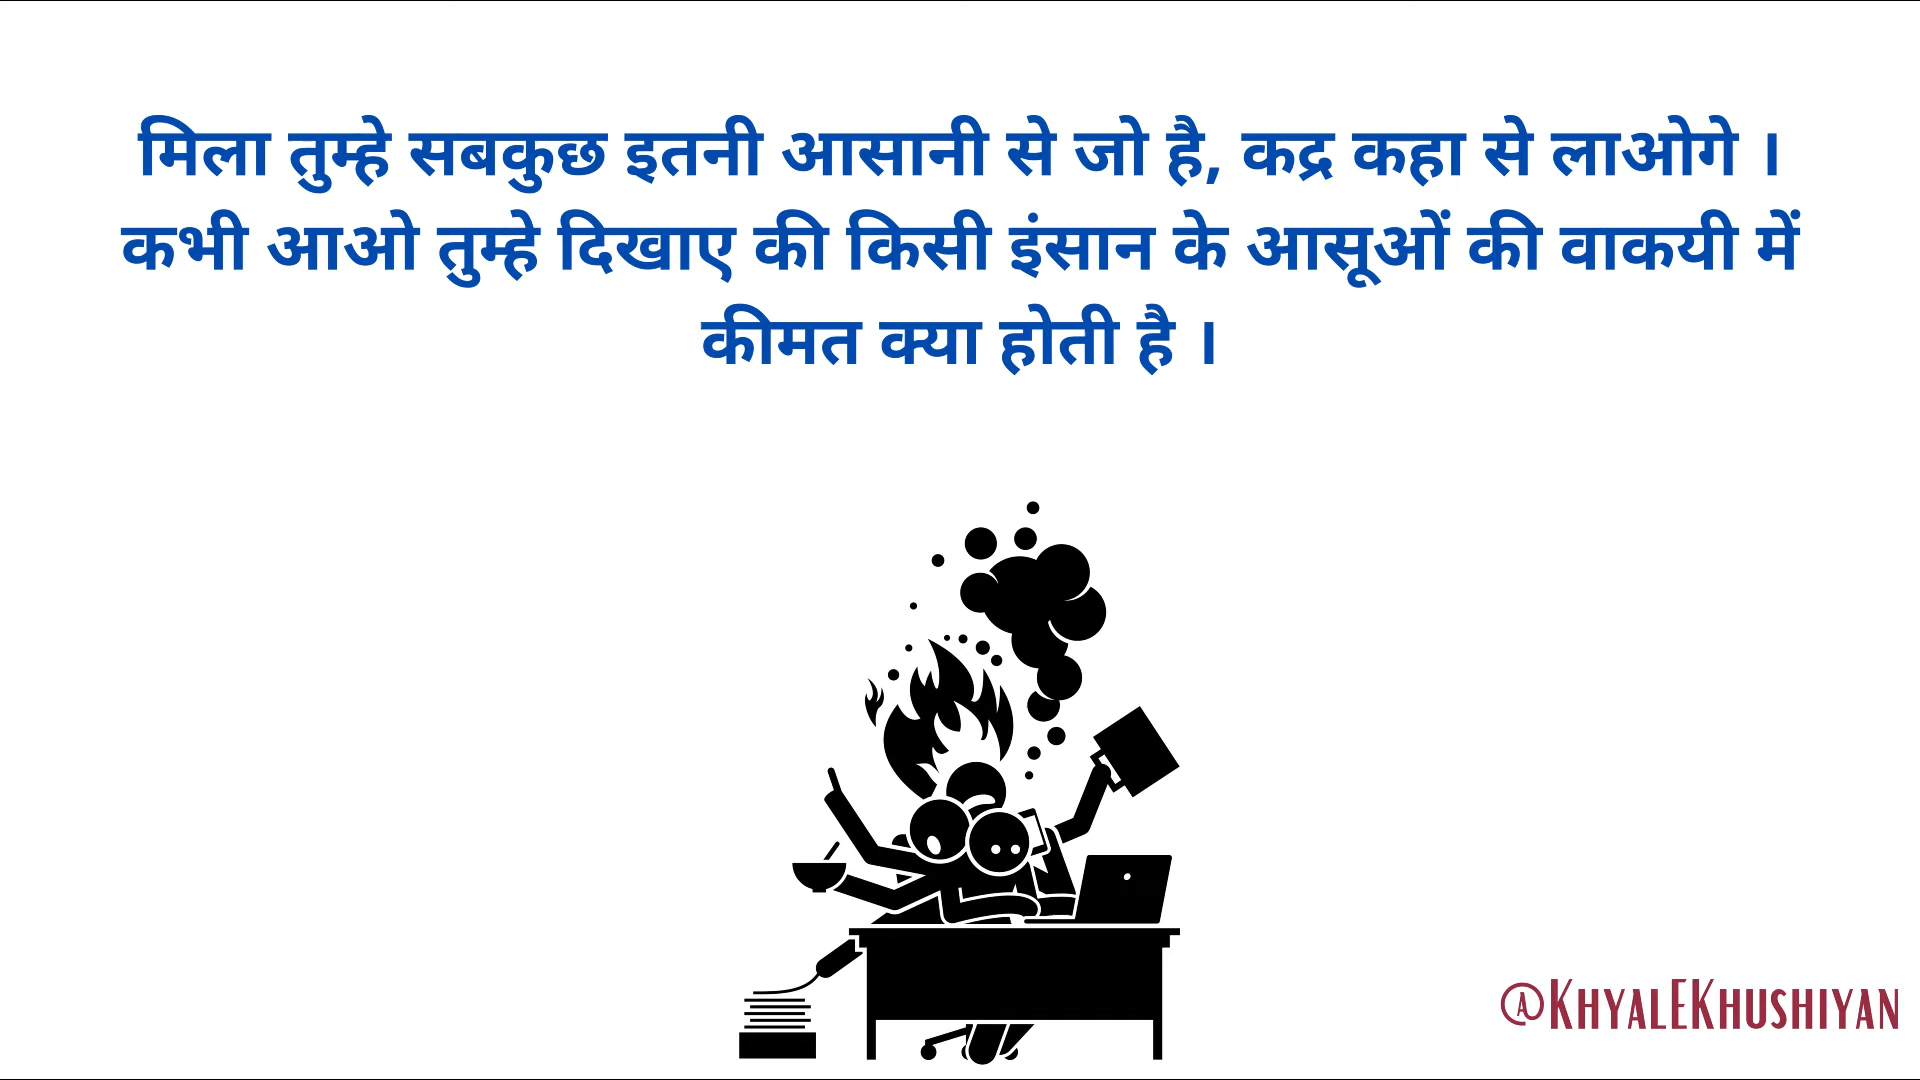 मिला तुम्हे सबकुछ इतनी आसानी से जो है, कद्र कहा से लाओगे ।
कभी आओ तुम्हे दिखाए की किसी इंसान के आसूओं की वाकयी में
कीमत क्या होती है ।
@KhyalEKhushiyan